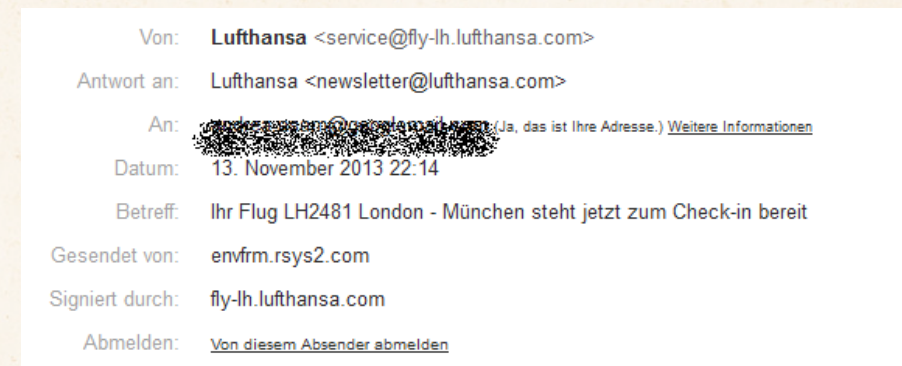 Von: Lufthansa <service@fly-lh.lufthansa.com>
Antwort an: Lufthansa <newsletter@lufthansa.com>
An: (Ja, das ist Ihre Adresse.) Weitere Informationen
Datum: 13. November 2013 22:14
Betreff: Ihr Flug LH2481 London - München steht jetzt zum Check-in bereit
Gesendet von: envfrm.rsys2.com
Signiert durch: fly-lh.lufthansa.com
Abmelden: Von diesem Absender abmelden